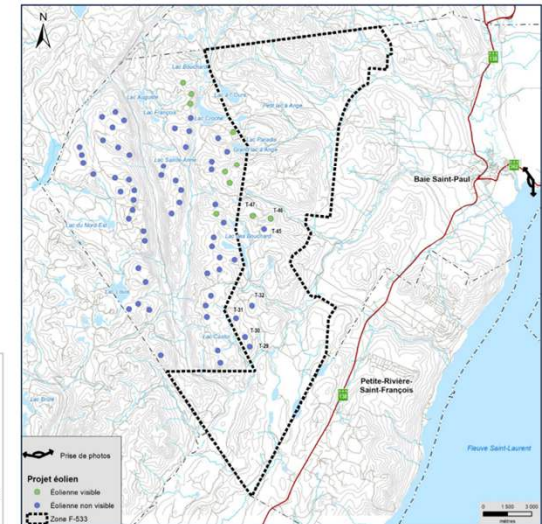 N
Lac Bouchard
Lac à l'Ours
Lac Auguste
Lac François
Lac Cruche
Petit lac à Ange
Lac Paradis
Grand lac à Ange
Lac Sainte-Anne
Baie Saint-Paul
138
T-47
T-46
T-45
Lac des Bouchard
Lac du Nord-Est
T-32
T-31
T-30
T-29
Petite-Rivière-
Saint-François
138
Fleuve Saint-Laurent
Prise de photos
Projet éolien
Éolienne visible
Éolienne non visible
Zone F-533
0 1 500 3 000
mètres